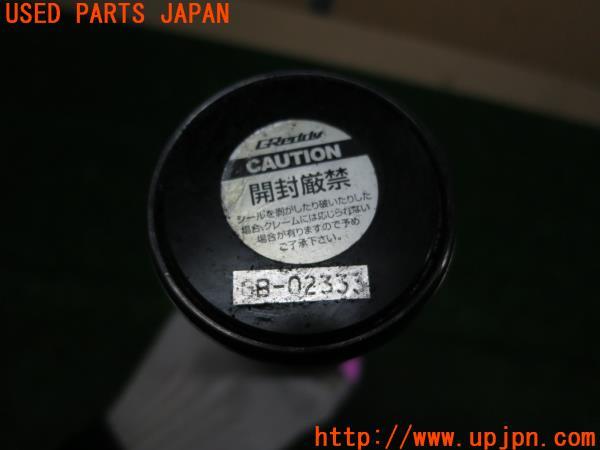 USED PARTS JAPAN
GReddy
CAUTION
開封厳禁
シールを剥がしたり破いたりした
場合、クレームには応じられない
場合が有りますので予め
ご了承下さい。
GB-02333
http://www.upjpn.com